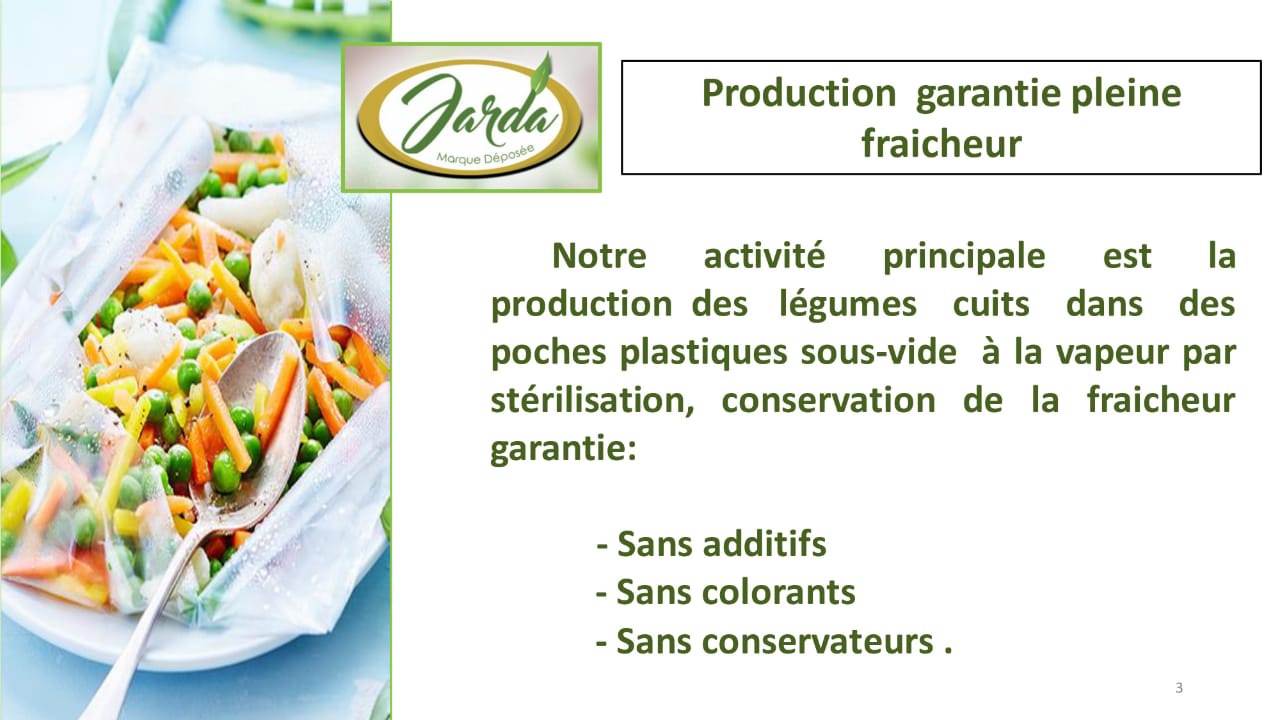 Jarda
Marque Déposée
Production garantie pleine
fraicheur
Notre activité principale est la
production des légumes cuits dans des
poches plastiques sous-vide à la vapeur par
stérilisation, conservation de la fraicheur
garantie:
- Sans additifs
- Sans colorants
- Sans conservateurs .
3